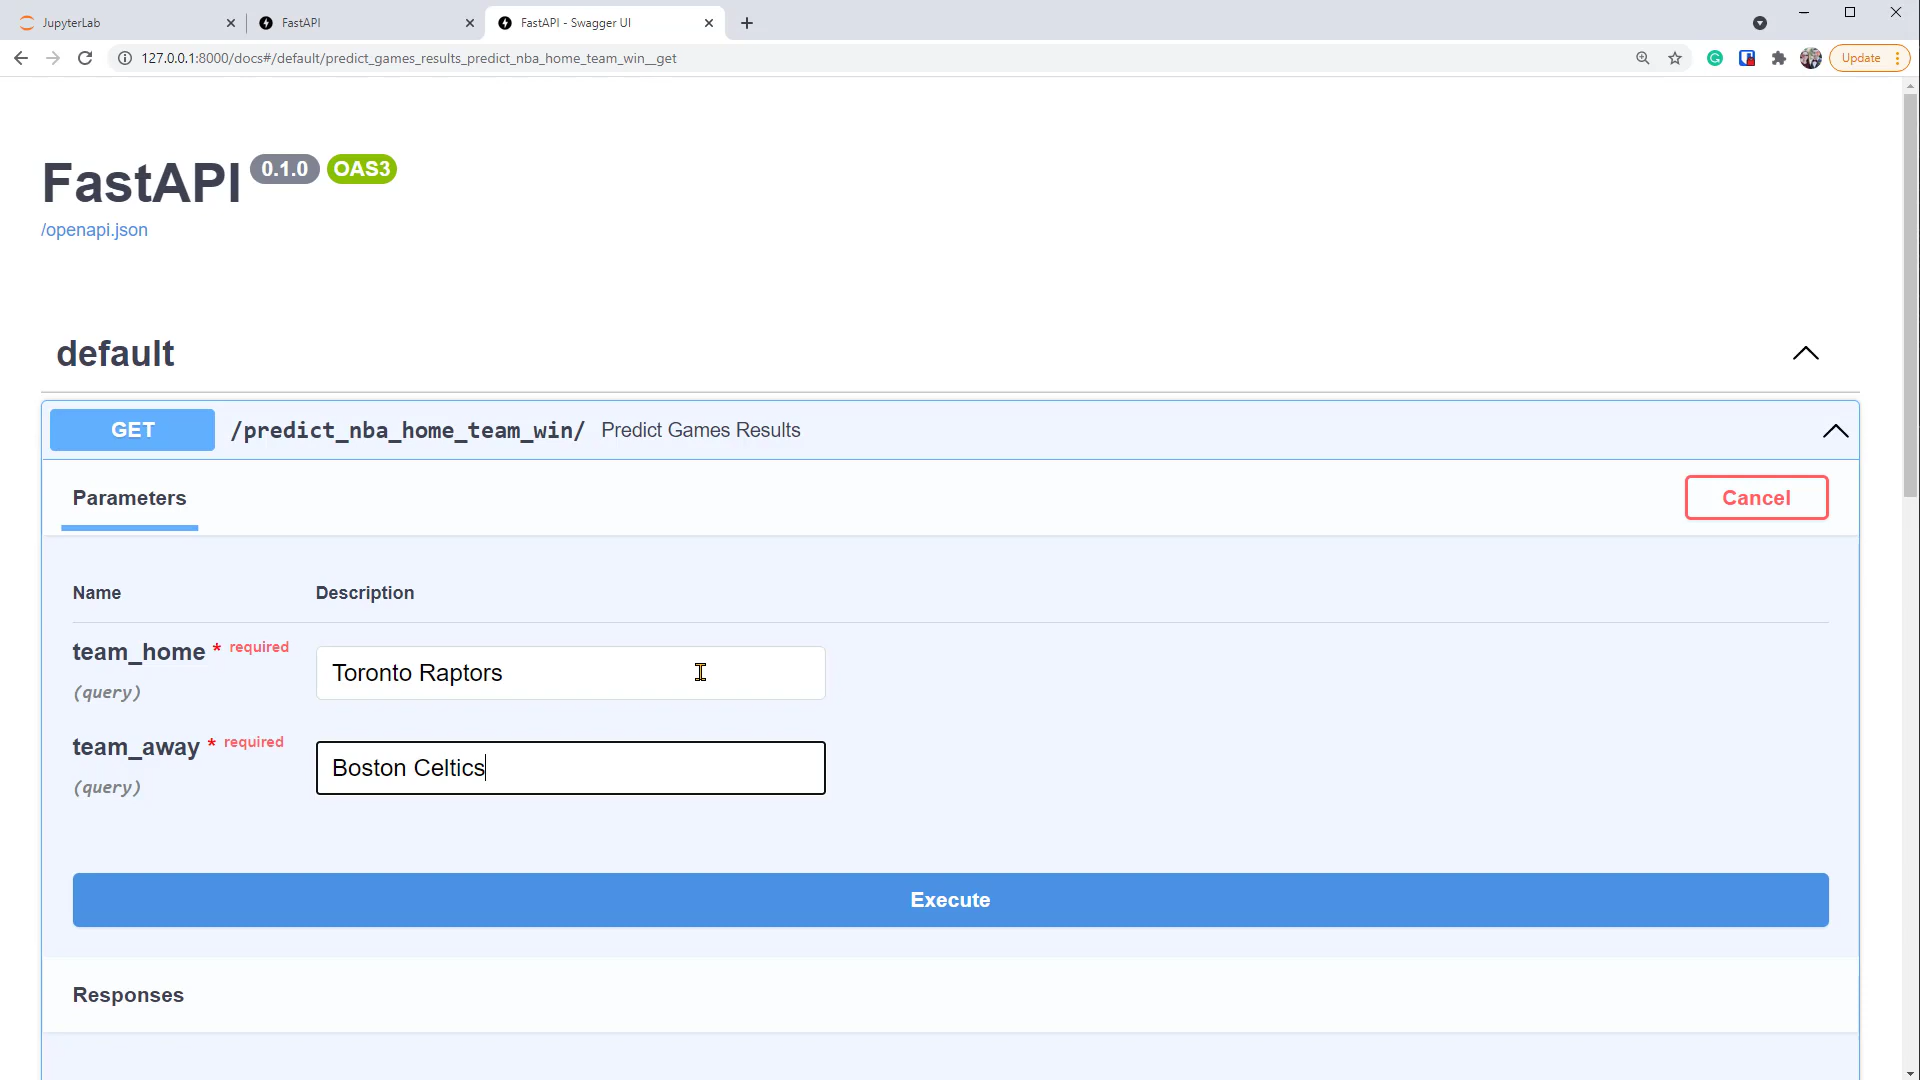 JupyterLab
FastAPI
FastAPI - Swagger UI
127.0.0.1:8000/docs#/default/predict_games_results_predict_nba_home_team_win__get
Update
FastAPI 0.1.0 OAS3
/openapi.json
default
GET /predict_nba_home_team_win/ Predict Games Results
Parameters
Cancel
Name Description
team_home * required
(query)
Toronto Raptors
team_away * required
(query)
Boston Celtics
Execute
Responses